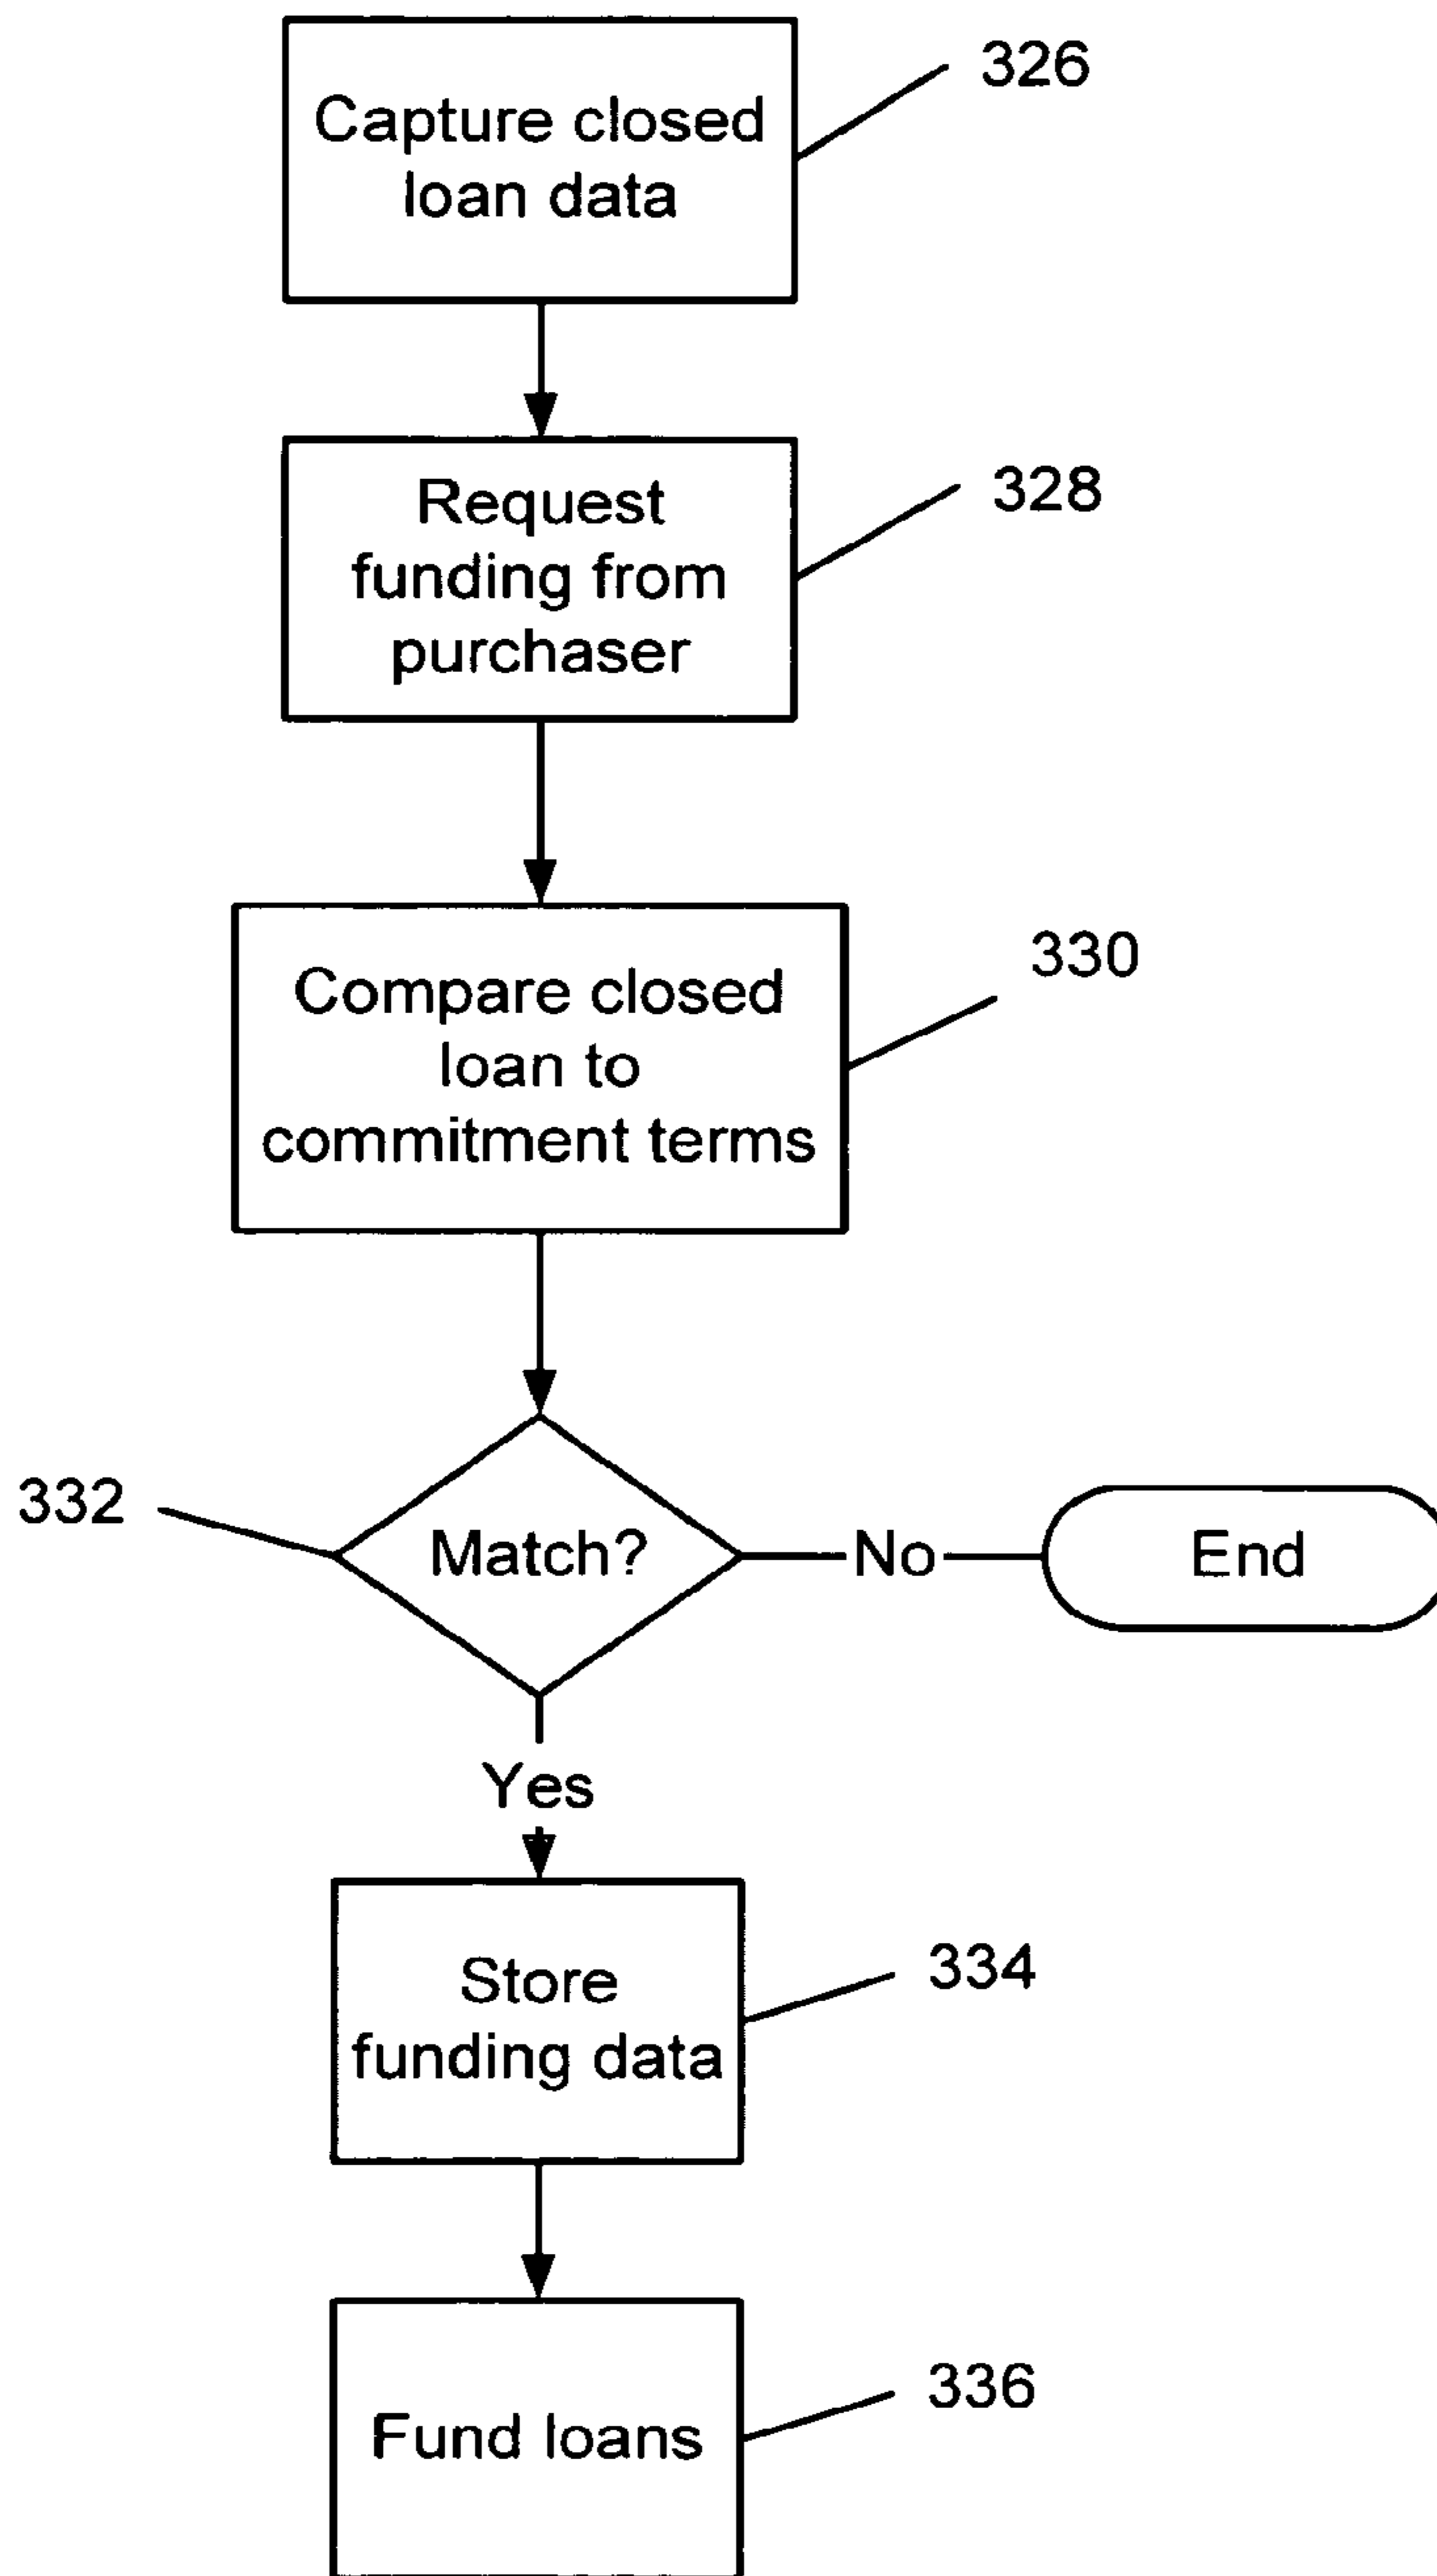 Capture closed
loan data
326
Request
funding from
purchaser
328
Compare closed
loan to
commitment terms
330
332
Match?
No
End
Yes
Store
funding data
334
Fund loans
336